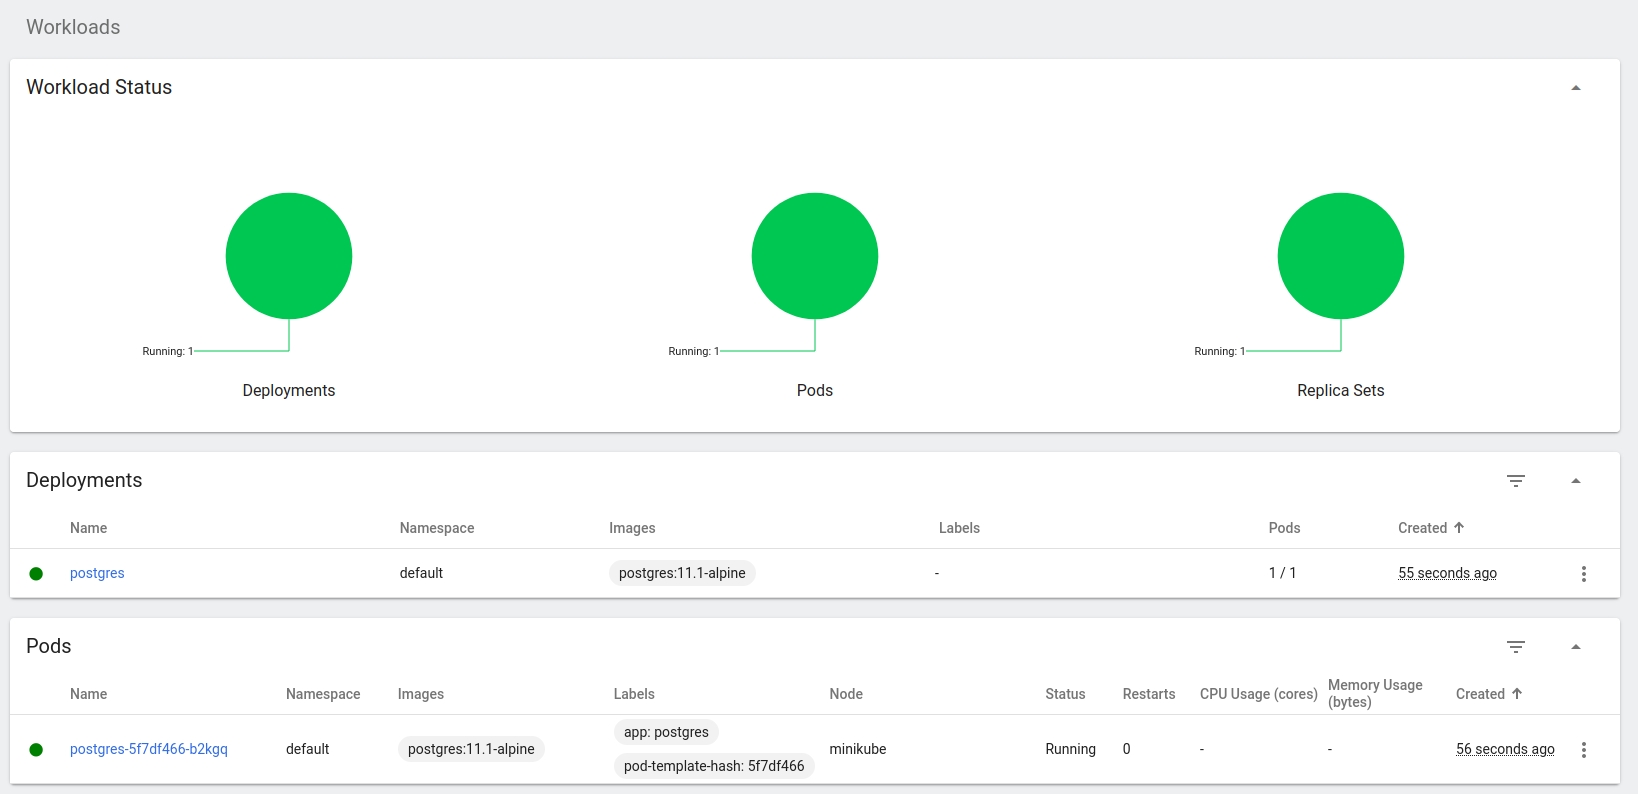 Workloads
Workload Status
Running: 1
Running: 1
Running: 1
Deployments
Pods
Replica Sets
Deployments
Name Namespace Images Labels Pods Created
postgres default postgres:11.1-alpine - 1 / 1 55 seconds ago
Pods
Name Namespace Images Labels Node Status Restarts CPU Usage (cores) Memory Usage (bytes) Created
postgres-5f7df466-b2kgq default postgres:11.1-alpine app: postgres minikube Running 0 - - 56 seconds ago
pod-template-hash: 5f7df466